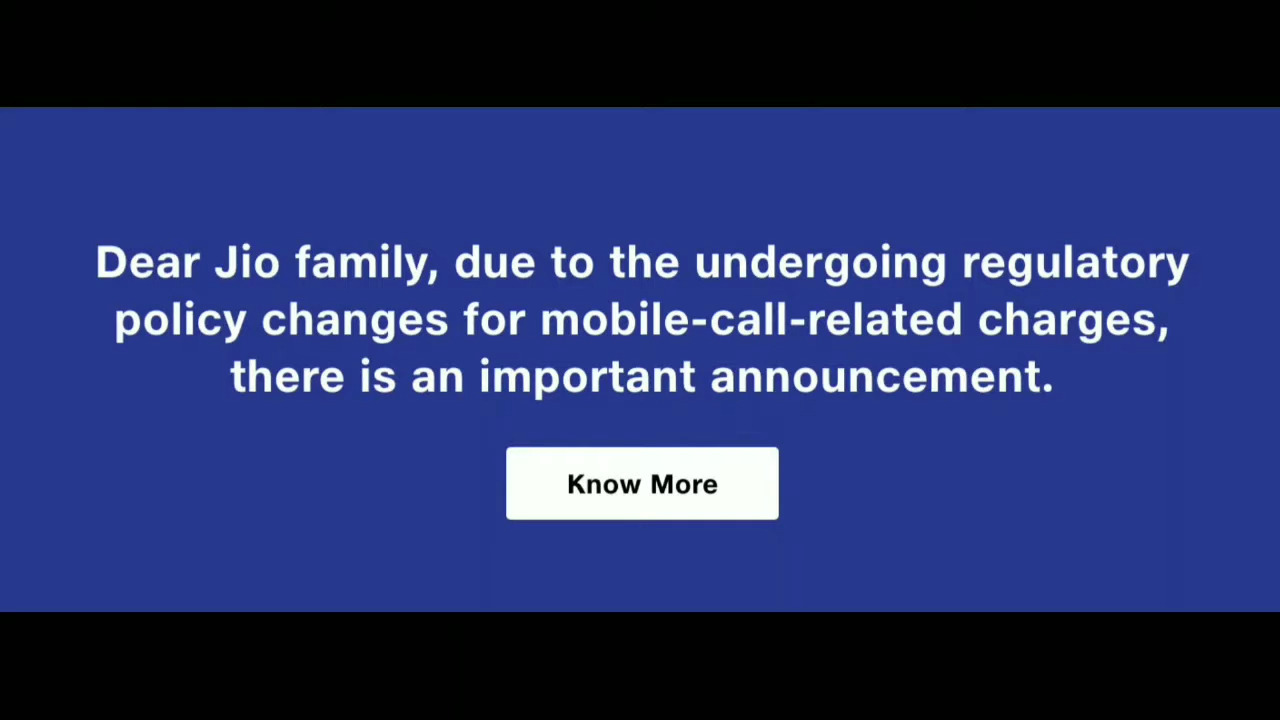 Dear Jio family, due to the undergoing regulatory
policy changes for mobile-call-related charges,
there is an important announcement.
Know More